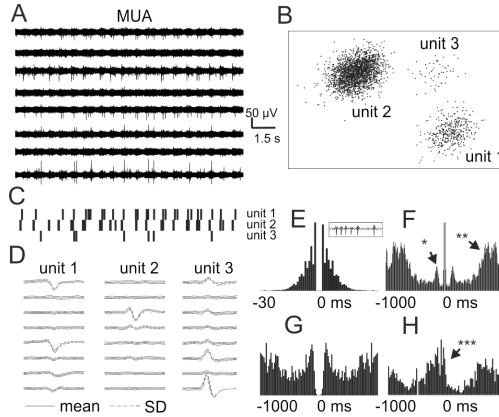 A
MUA
50 µV
1.5 s
B
unit 3
unit 2
unit 1
C
unit 1
unit 2
unit 3
D
unit 1 unit 2 unit 3
mean SD
E
-30 0 ms
F
* **
-1000 0 ms
G
-1000 0 ms
H
***
-1000 0 ms